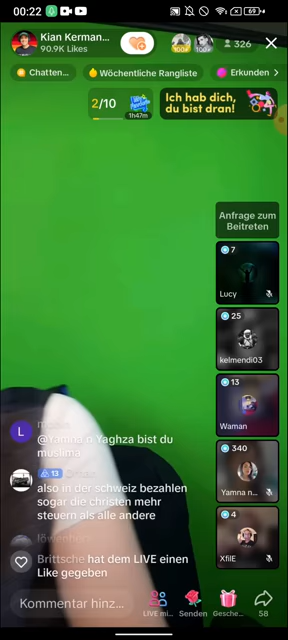 00:22
69
Kian Kerman...
90.9K Likes
100+
326
Chatten...
Wöchentliche Rangliste
Erkunden
2/10
1h47m
Ich hab dich,
du bist dran!
Anfrage zum
Beitreten
7
Lucy
25
kelmendi03
13
Waman
340
Yamna n...
4
XfilE
L
@Yamna n Yaghza bist du
muslima
13
also in der schweiz bezahlen
sogar die christen mehr
steuern als alle andere
löwenherz
Brittsche hat dem LIVE einen
Like gegeben
Kommentar hinz...
LIVE mi...
Senden
Gesche...
58